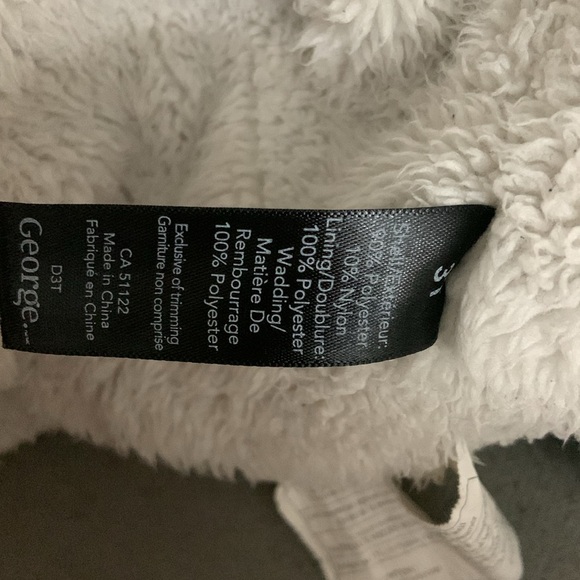 3T
Shell/Extérieur:
90% Polyester
10% Nylon
Lining/Doublure:
100% Polyester
Wadding/
Matière De
Rembourrage
100% Polyester
Exclusive of trimming
Garniture non comprise
CA 51122
Made in China
Fabriqué en Chine
D3T
George...